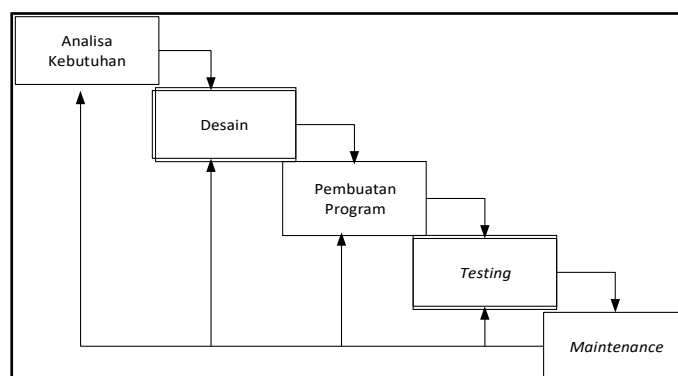 Analisa
Kebutuhan
Desain
Pembuatan
Program
Testing
Maintenance